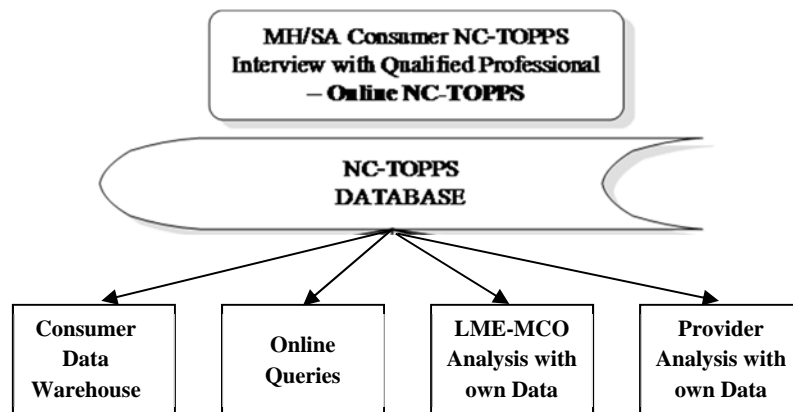 MH/SA Consumer NC-TOPPS
Interview with Qualified Professional
– Online NC-TOPPS
NC-TOPPS
DATABASE
Consumer
Data
Warehouse
Online
Queries
LME-MCO
Analysis with
own Data
Provider
Analysis with
own Data